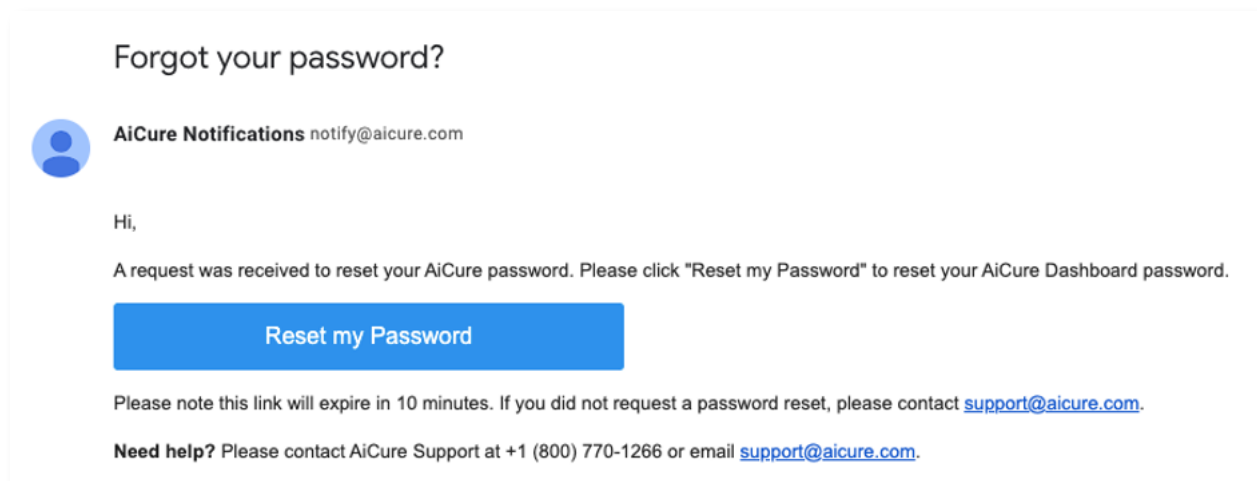 Forgot your password?
AiCure Notifications notify@aicure.com
Hi,
A request was received to reset your AiCure password. Please click "Reset my Password" to reset your AiCure Dashboard password.
Reset my Password
Please note this link will expire in 10 minutes. If you did not request a password reset, please contact support@aicure.com.
Need help? Please contact AiCure Support at +1 (800) 770-1266 or email support@aicure.com.